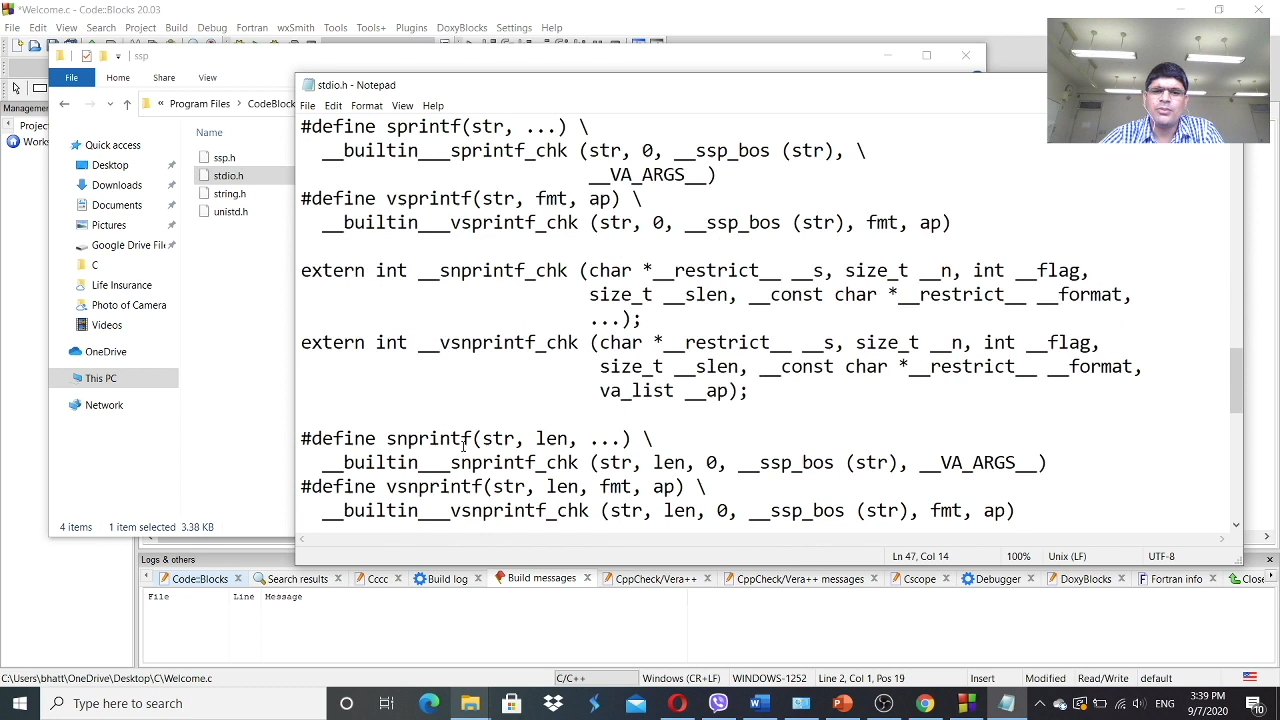 *Welcome.c - Code::Blocks 20.03
File Edit View Search Project Build Debug Fortran wxSmith Tools Tools+ Plugins DoxyBlocks Settings Help
ssp
File Home Share View
« Program Files › CodeBlock
Management
Project
Works
Quick access
Desktop
Downloads
Documents
Pictures
Google Drive File
C
Life Insurance
Photo of Camera
Videos
OneDrive
This PC
Network
Name
ssp.h
stdio.h
string.h
unistd.h
4 items 1 item selected 3.38 KB
stdio.h - Notepad
File Edit Format View Help
#define sprintf(str, ...) \
__builtin___sprintf_chk (str, 0, __ssp_bos (str), \
__VA_ARGS__)
#define vsprintf(str, fmt, ap) \
__builtin___vsprintf_chk (str, 0, __ssp_bos (str), fmt, ap)
extern int __snprintf_chk (char *__restrict__ __s, size_t __n, int __flag,
size_t __slen, __const char *__restrict__ __format,
...);
extern int __vsnprintf_chk (char *__restrict__ __s, size_t __n, int __flag,
size_t __slen, __const char *__restrict__ __format,
va_list __ap);
#define snprintf(str, len, ...) \
__builtin___snprintf_chk (str, len, 0, __ssp_bos (str), __VA_ARGS__)
#define vsnprintf(str, len, fmt, ap) \
__builtin___vsnprintf_chk (str, len, 0, __ssp_bos (str), fmt, ap)
Ln 47, Col 14 100% Unix (LF) UTF-8
Logs & others
Code::Blocks Search results Cccc Build log Build messages CppCheck/Vera++ CppCheck/Vera++ messages Cscope Debugger DoxyBlocks Fortran info Close
File Line Message
C:\Users\bhatt\OneDrive\Desktop\C\Welcome.c C/C++ Windows (CR+LF) WINDOWS-1252 Line 2, Col 1, Pos 19 Insert Modified Read/Write default
Type here to search
ENG
3:39 PM
9/7/2020
10